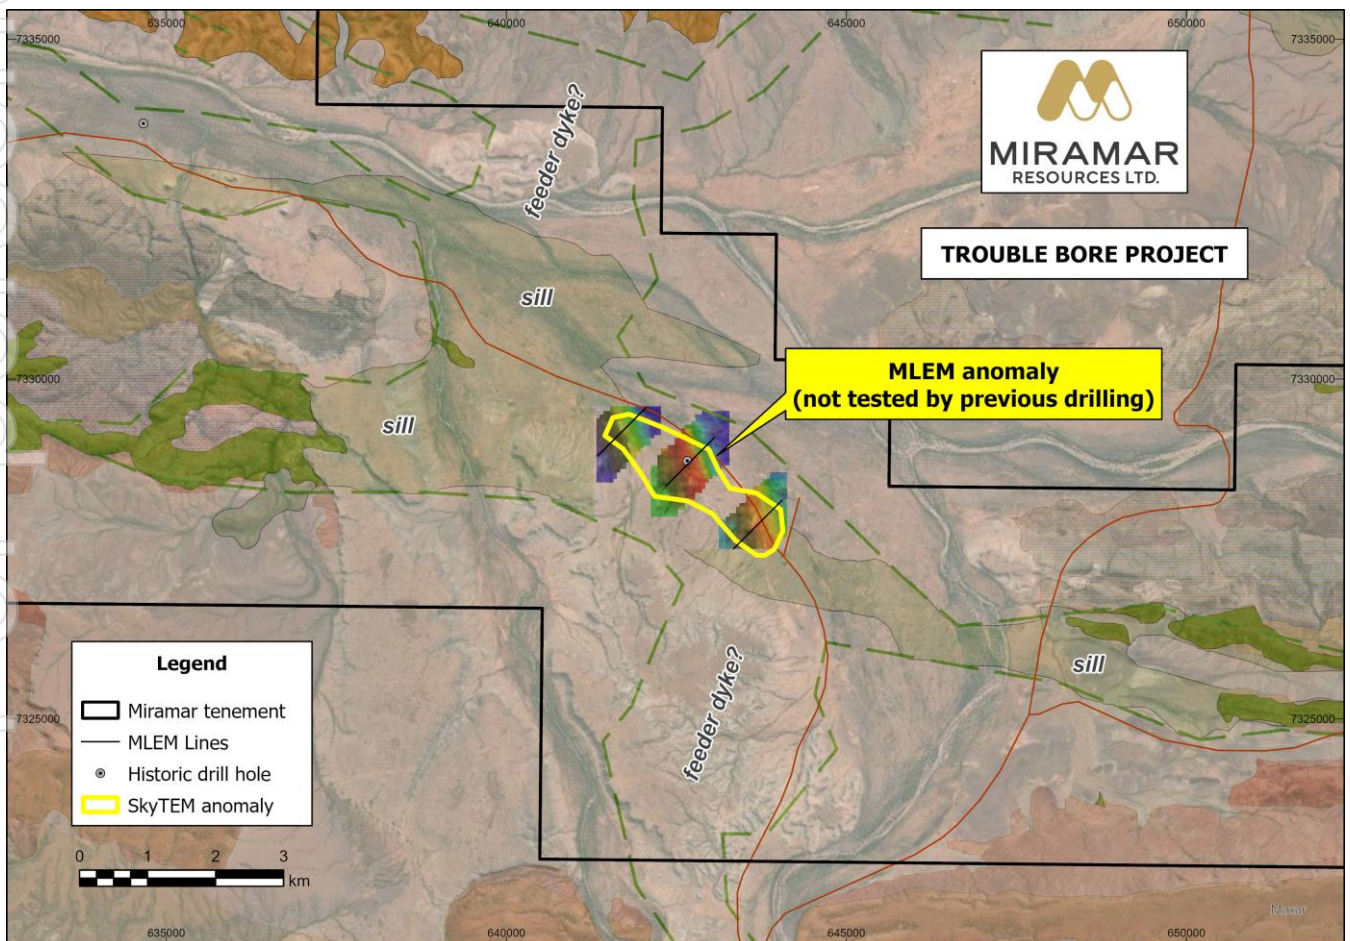 635000
640000
645000
650000
7335000
7335000
MIRAMAR
RESOURCES LTD.
TROUBLE BORE PROJECT
feeder dyke?
sill
7330000
7330000
MLEM anomaly
(not tested by previous drilling)
sill
sill
feeder dyke?
7325000
7325000
Legend
Miramar tenement
MLEM Lines
Historic drill hole
SkyTEM anomaly
0 1 2 3
km
Maxar
635000
640000
645000
650000